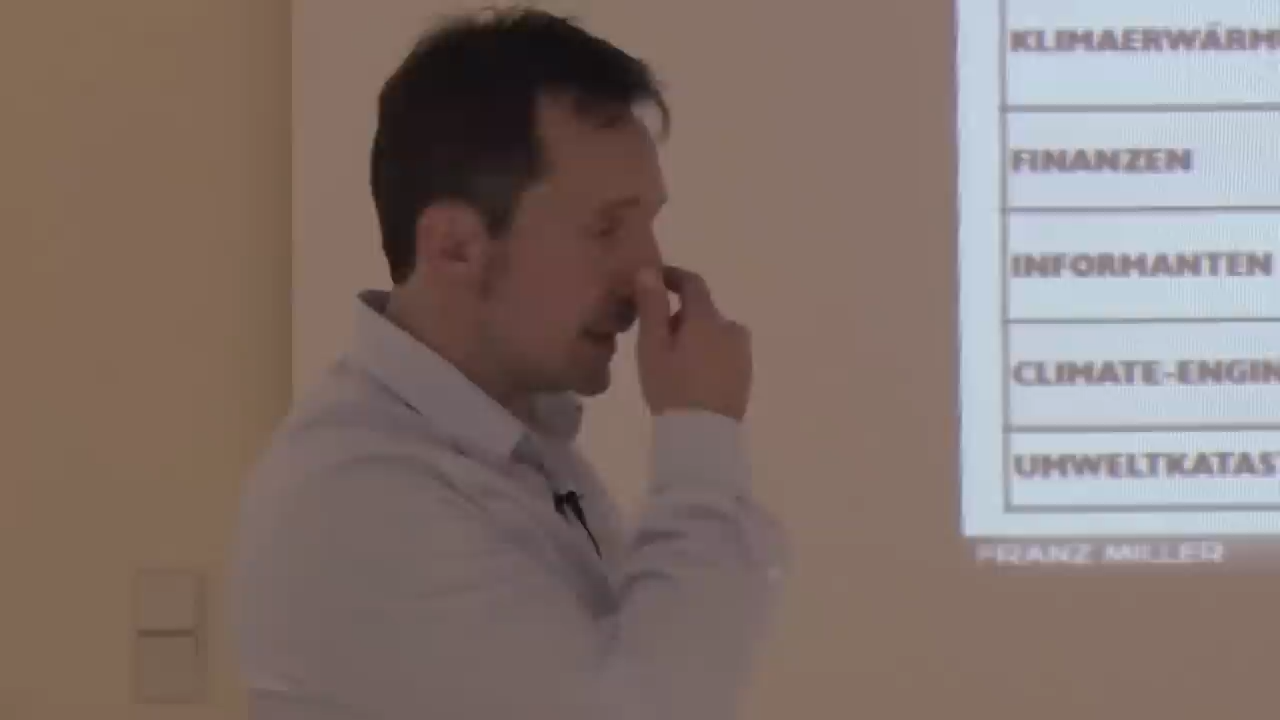 KLIMAERWÄRM
FINANZEN
INFORMANTEN
CLIMATE-ENGIN
UMWELTKATAS
FRANZ MILLER